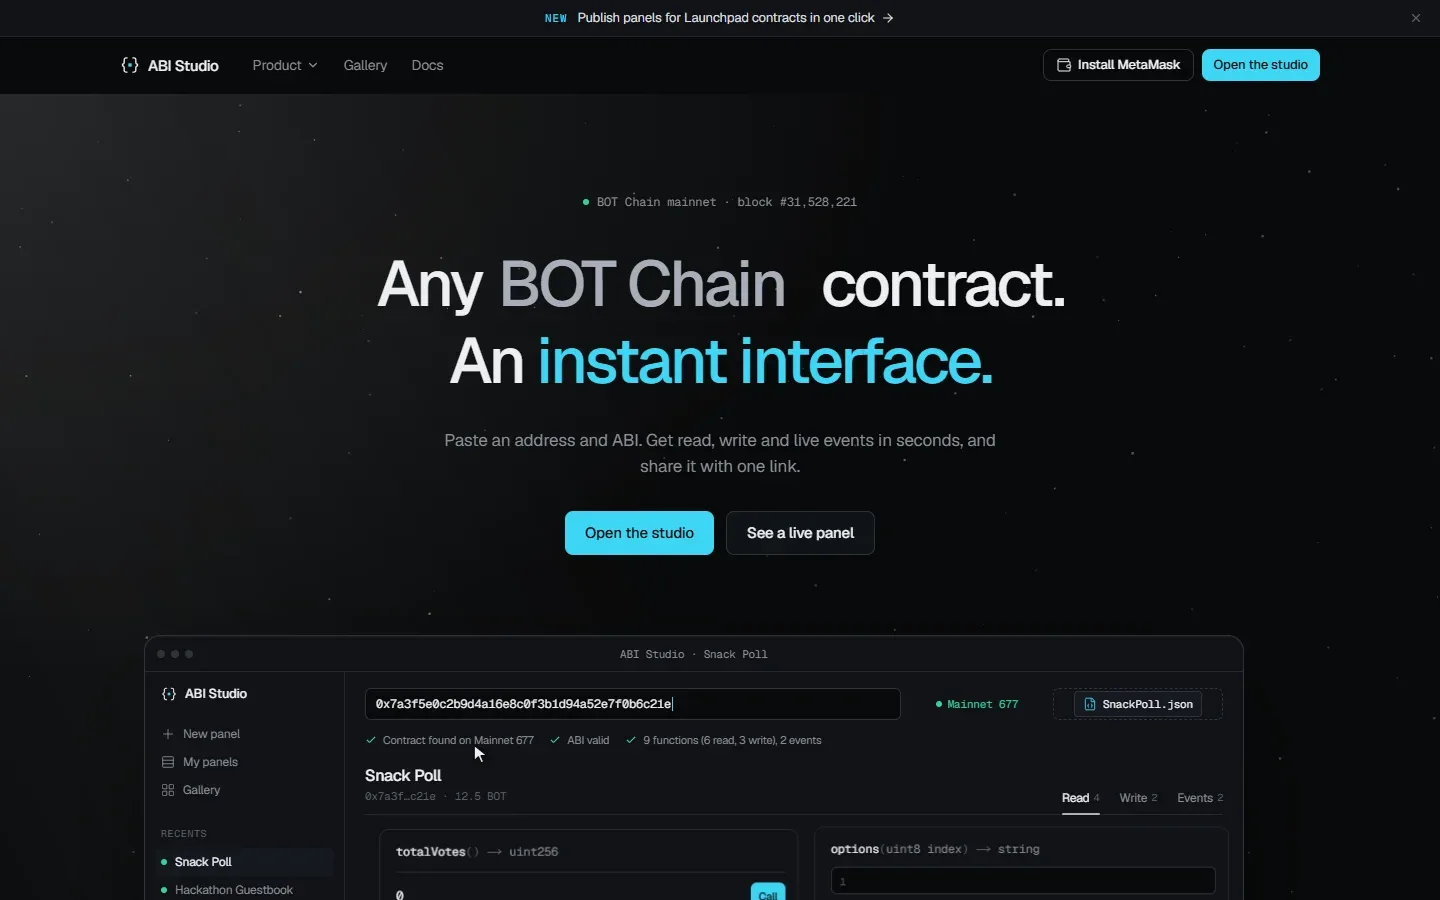 NEW Publish panels for Launchpad contracts in one click →
ABI Studio Product Gallery Docs Install MetaMask Open the studio
BOT Chain mainnet · block #31,528,221
Any BOT Chain contract.
An instant interface.
Paste an address and ABI. Get read, write and live events in seconds, and
share it with one link.
Open the studio See a live panel
ABI Studio · Snack Poll
ABI Studio
New panel
My panels
Gallery
RECENTS
Snack Poll
Hackathon Guestbook
0x7a3f5e0c2b9d4a16e8c0f3b1d94a52e7f0b6c21e
Mainnet 677
SnackPoll.json
Contract found on Mainnet 677 ABI valid 9 functions (6 read, 3 write), 2 events
Snack Poll
0x7a3f…c21e · 12.5 BOT
Read 4 Write 2 Events 2
totalVotes() → uint256
0
Call
options(uint8 index) → string
1